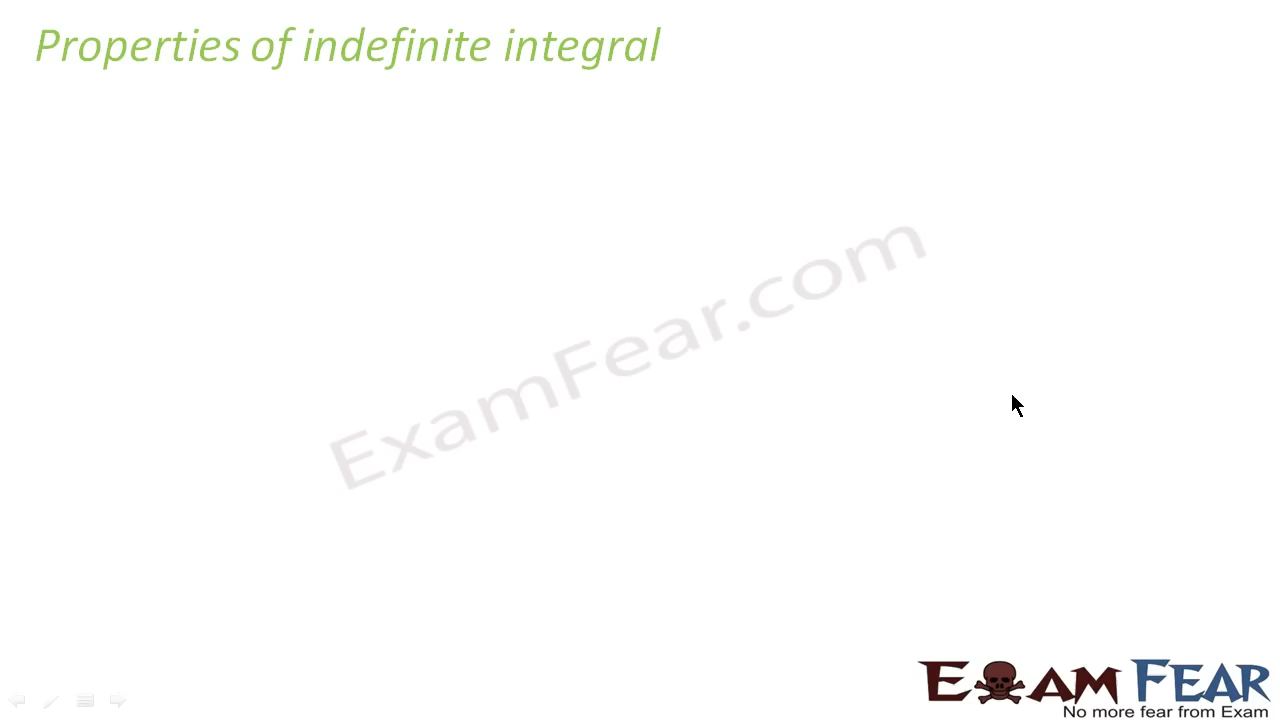 Properties of indefinite integral
ExamFear.com
EXAM FEAR
No more fear from Exam